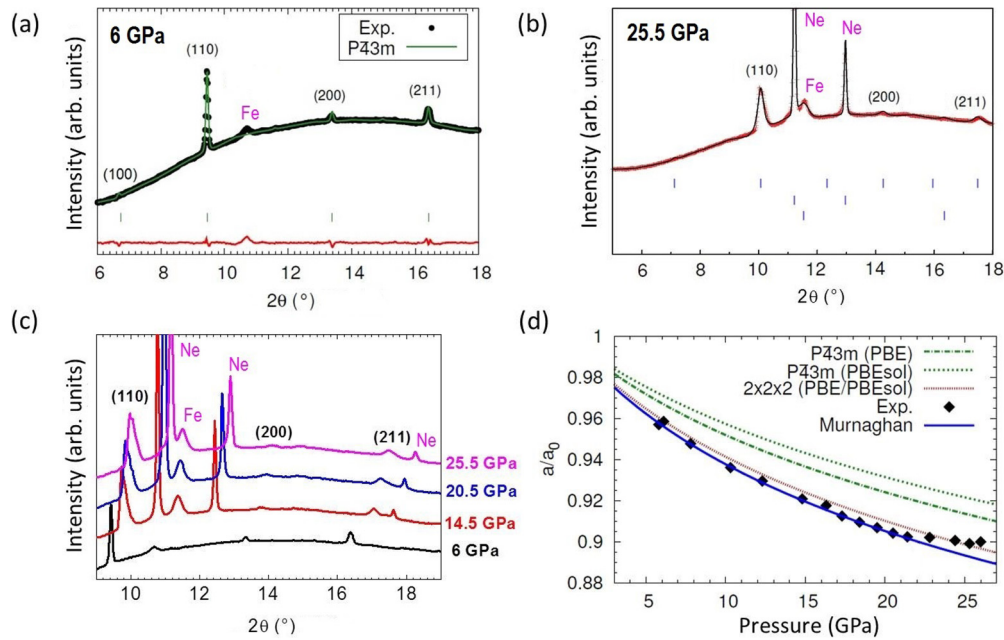 (a)
6 GPa
Exp.
P4̅3m
Intensity (arb. units)
(110)
Fe
(200)
(211)
(100)
6 8 10 12 14 16 18
2θ (°)
(b)
25.5 GPa
Ne
Ne
(110)
Fe
(200)
(211)
Intensity (arb. units)
6 8 10 12 14 16 18
2θ (°)
(c)
Intensity (arb. units)
Ne
Ne
(110)
Fe
(200)
(211)
Ne
25.5 GPa
20.5 GPa
14.5 GPa
6 GPa
10 11 12 13 14 15 16 17 18
2θ (°)
(d)
a/a0
1
0.98
0.96
0.94
0.92
0.9
0.88
P4̅3m (PBE)
P4̅3m (PBEsol)
2x2x2 (PBE/PBEsol)
Exp.
Murnaghan
5 10 15 20 25
Pressure (GPa)